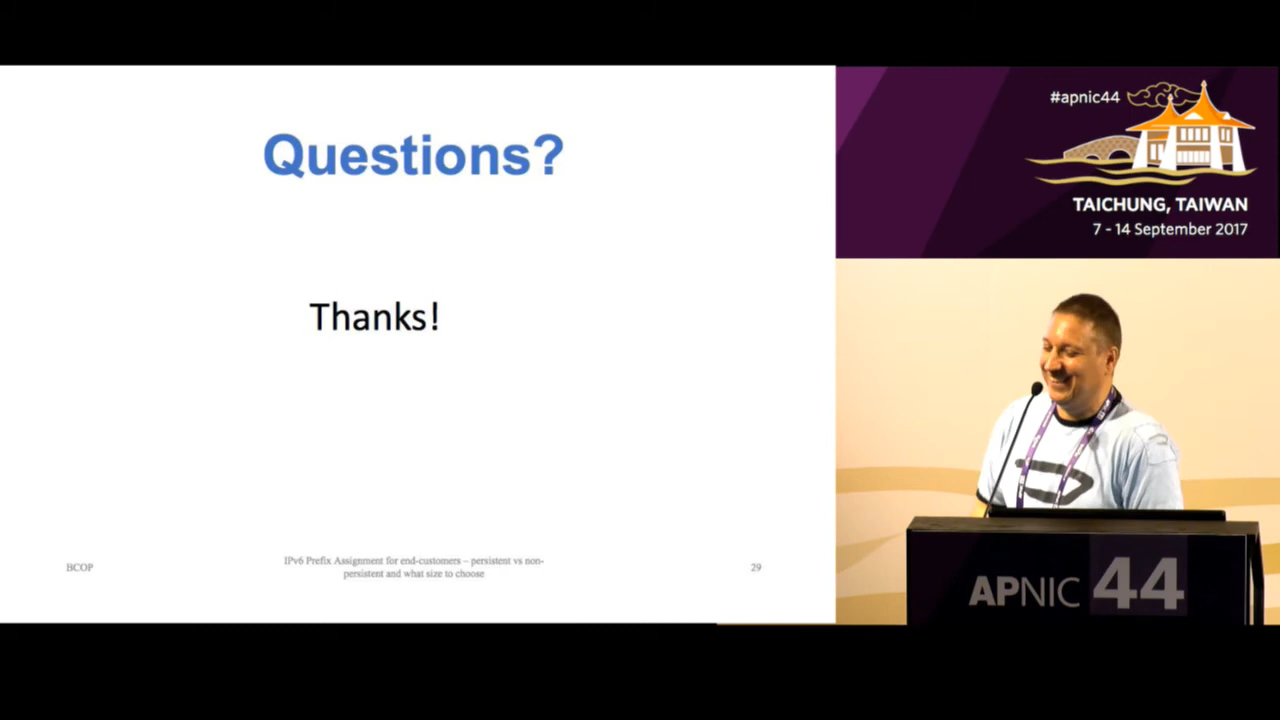 Questions?
Thanks!
BCOP
IPv6 Prefix Assignment for end-customers – persistent vs non-
persistent and what size to choose
29
#apnic44
TAICHUNG, TAIWAN
7 - 14 September 2017
APNIC 44